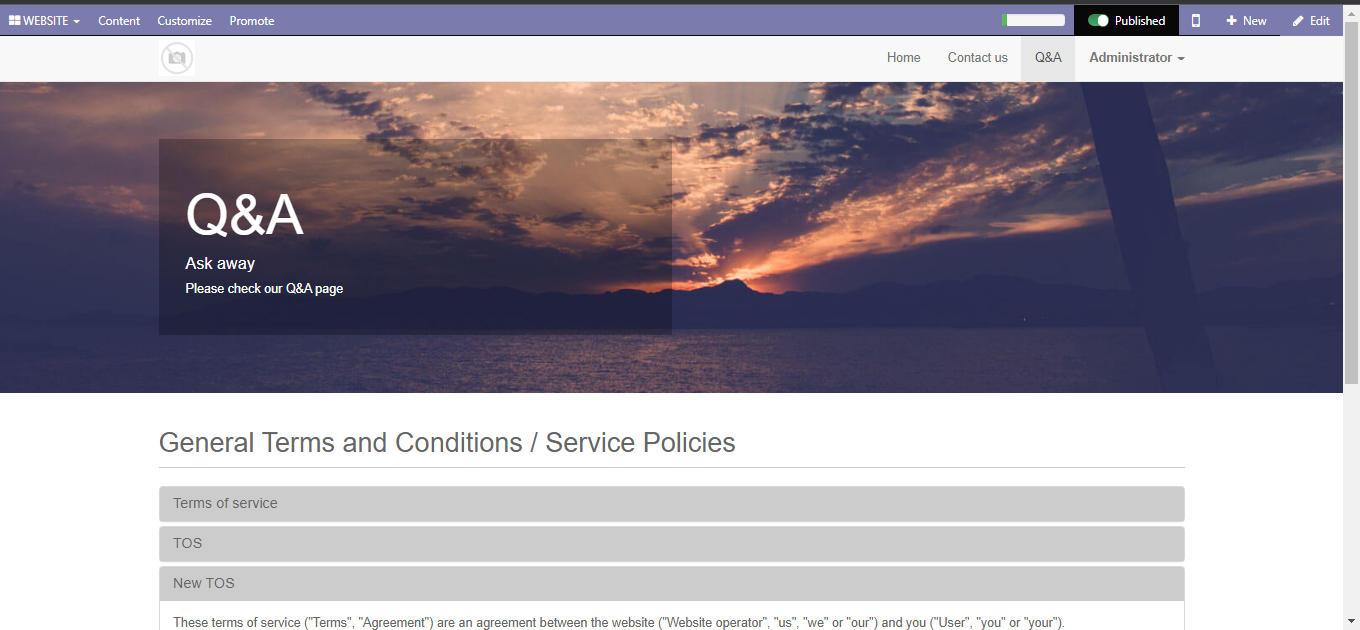 WEBSITE Content Customize Promote Published New Edit
Home Contact us Q&A Administrator
Q&A
Ask away
Please check our Q&A page
General Terms and Conditions / Service Policies
Terms of service
TOS
New TOS
These terms of service ("Terms", "Agreement") are an agreement between the website ("Website operator", "us", "we" or "our") and you ("User", "you" or "your").